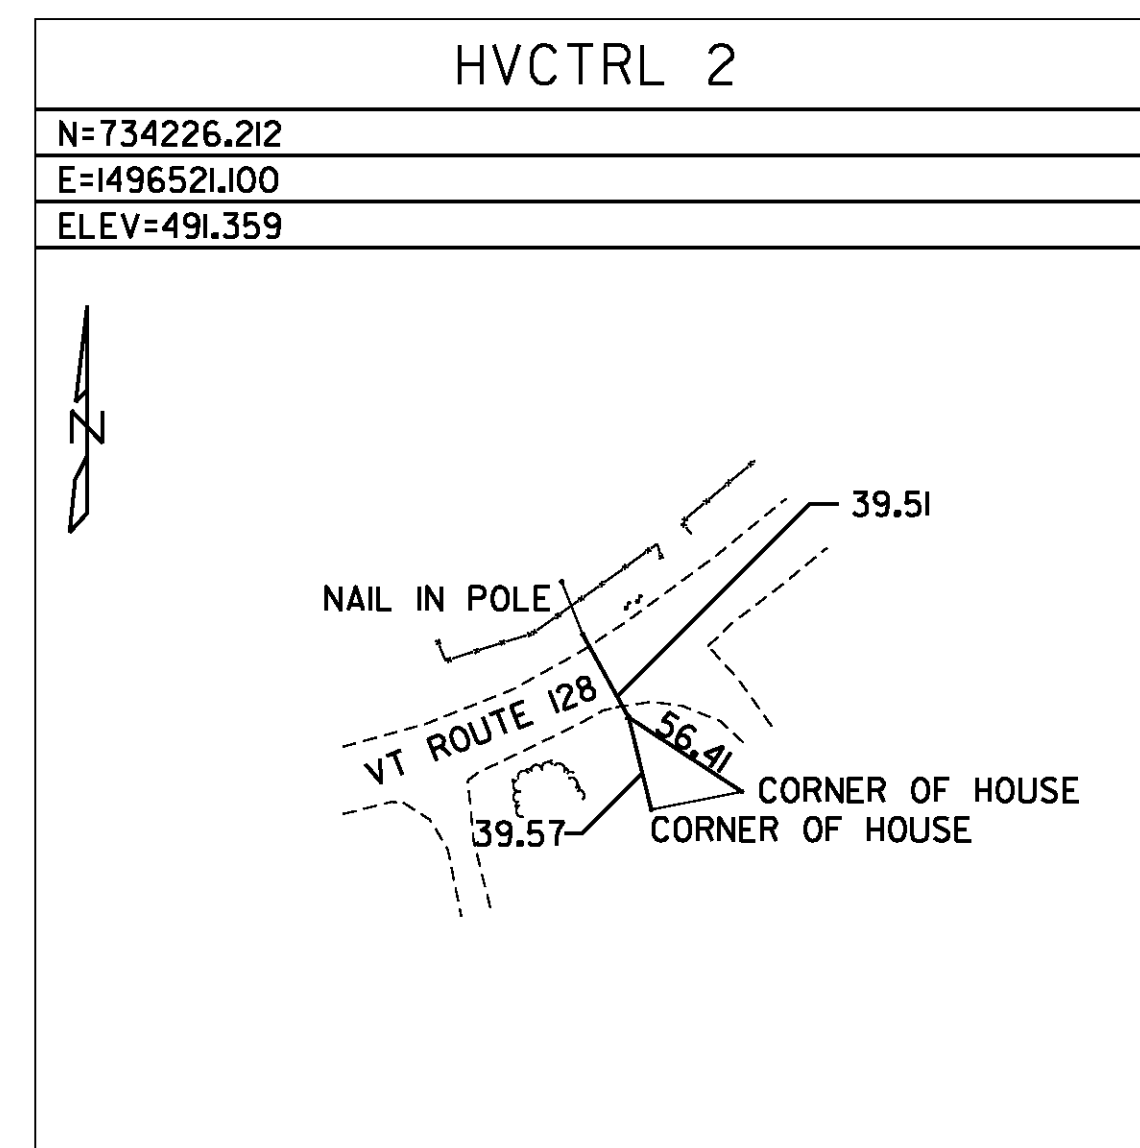 HVCTRL 2
N=734226.212
E=1496521.100
ELEV=491.359
N
39.51
NAIL IN POLE
VT ROUTE 128
56.41
CORNER OF HOUSE
39.57
CORNER OF HOUSE